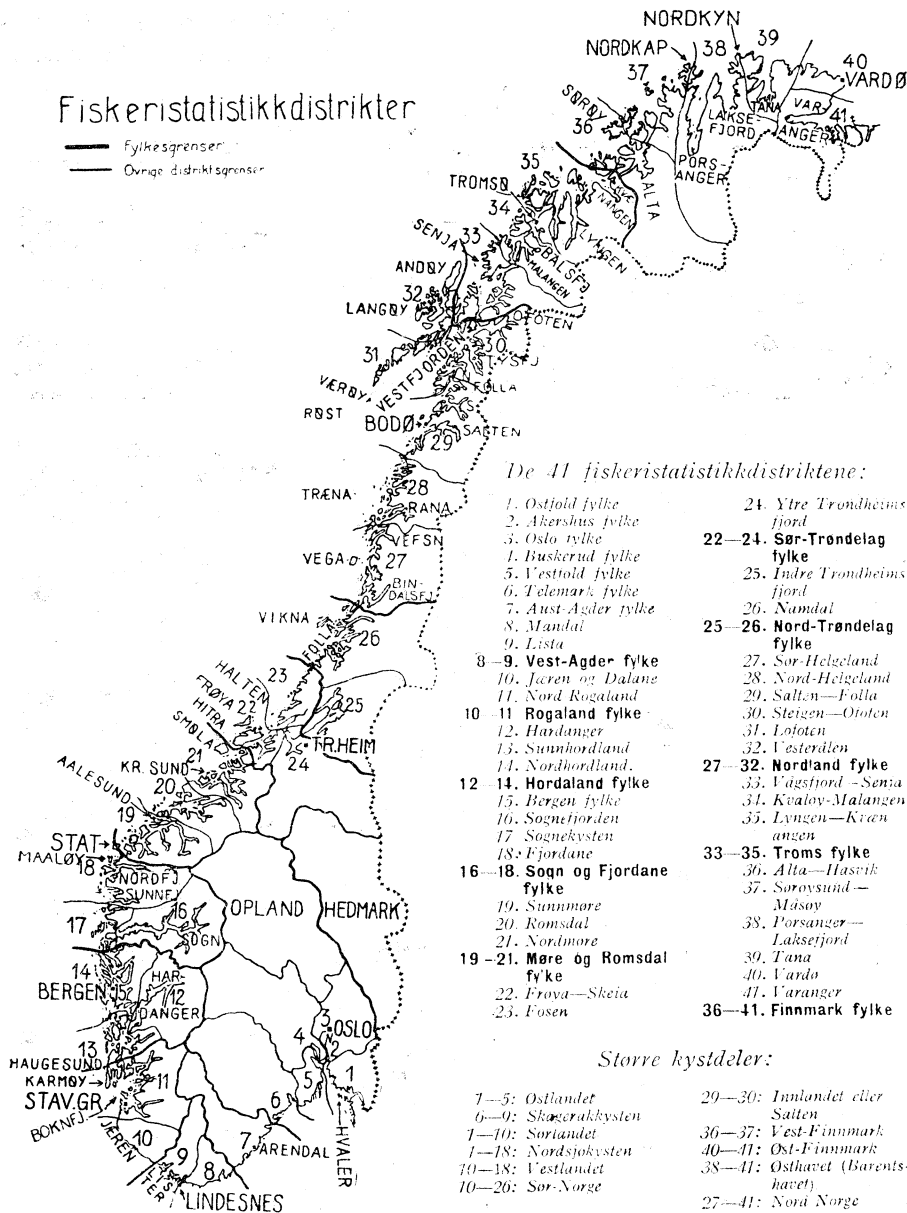 Fiskeristatistikkdistrikter
Fylkesgrenser
Øvrige distriktsgrenser
NORDKYN
NORDKAP
38
39
40
VARDØ
37
SØRØY
36
TANA
VAR-
ANGER
41
LAKSE-
FJORD
PORS-
ANGER
ALTA
KVÆ
NANGEN
35
TROMSØ
34
LYNGEN
BALSFJ
MALANGEN
SENJA
33
ANDØY
32
LANGØY
31
OFOTEN
30
TYSFJ
VESTFJORDEN
VÆRØY
FOLLA
RØST
BODØ
SALTEN
29
TRÆNA
28
RANA
VEFSN
VEGA
27
BIN-
DALSFJ
VIKNA
26
FOLLA
23
HALTEN
FRØYA
22
HITRA
25
SMØLA
TR.HEIM
24
21
KR.SUND
20
AALESUND
19
STAT
MAALØY
18
NORDFJ
SUNNFJ
OPLAND
HEDMARK
17
16
SOGN
14
HAR-
BERGEN
15
12
DANGER
3
OSLO
4
2
13
HAUGESUND
KARMØY
11
5
1
STAV.GR
BOKNFJ.
6
HVALER
JÆREN
10
7
ARENDAL
9
8
LISTER
LINDESNES
De 41 fiskeristatistikkdistriktene:
1. Østfold fylke
2. Akershus fylke
3. Oslo fylke
4. Buskerud fylke
5. Vestfold fylke
6. Telemark fylke
7. Aust-Agder fylke
8. Mandal
9. Lista
8—9. Vest-Agder fylke
10. Jæren og Dalane
11. Nord Rogaland
10—11 Rogaland fylke
12. Hardanger
13. Sunnhordland
14. Nordhordland.
12—14. Hordaland fylke
15. Bergen fylke
16. Sognefjorden
17 Sognekysten
18. Fjordane
16—18. Sogn og Fjordane
fylke
19. Sunnmøre
20. Romsdal
21. Nordmøre
19—21. Møre og Romsdal
fylke
22. Frøya—Skeia
23. Fosen
24. Ytre Trondheims
fjord
22—24. Sør-Trøndelag
fylke
25. Indre Trondheims
fjord
26. Namdal
25—26. Nord-Trøndelag
fylke
27. Sør-Helgeland
28. Nord-Helgeland
29. Salten—Folla
30. Steigen—Ofoten
31. Lofoten
32. Vesterålen
27—32. Nordland fylke
33. Vågsfjord—Senja
34. Kvaløy-Malangen
35. Lyngen—Kvæn
angen
33—35. Troms fylke
36. Alta—Hasvik
37. Sørøysund—
Måsøy
38. Porsanger—
Laksefjord
39. Tana
40. Vardø
41. Varanger
36—41. Finnmark fylke
Større kystdeler:
1—5: Østlandet
6—9: Skagerakkysten
1—10: Sørlandet
1—18: Nordsjøkysten
10—18: Vestlandet
10—26: Sør-Norge
29—30: Innlandet eller
Salten
36—37: Vest-Finnmark
40—41: Øst-Finnmark
38—41: Østhavet (Barents-
havet)
27—41: Nord Norge